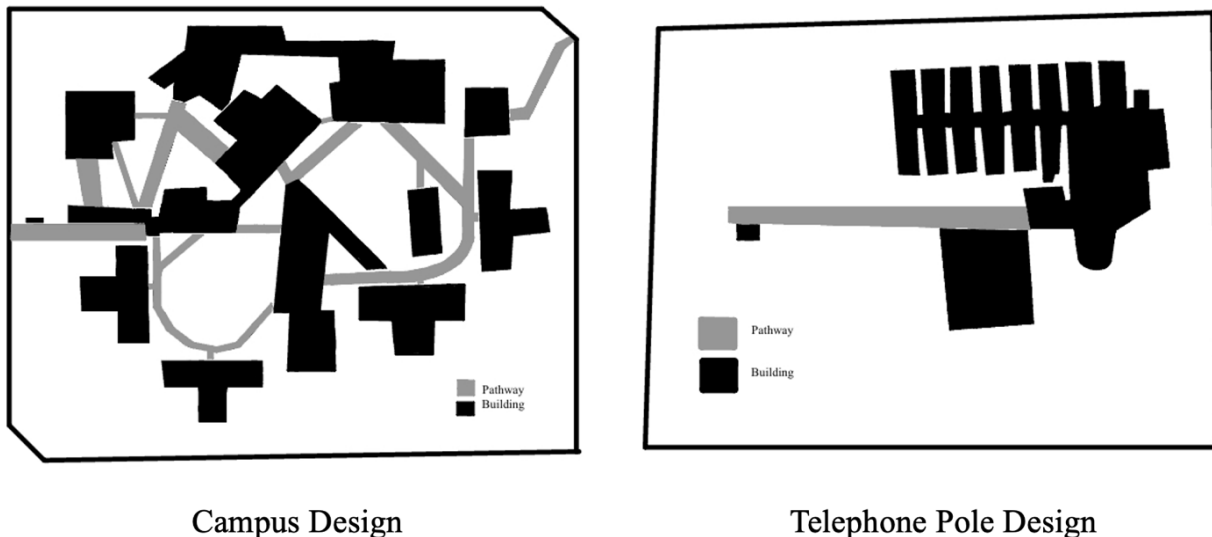 Pathway
Building
Pathway
Building
Campus Design
Telephone Pole Design